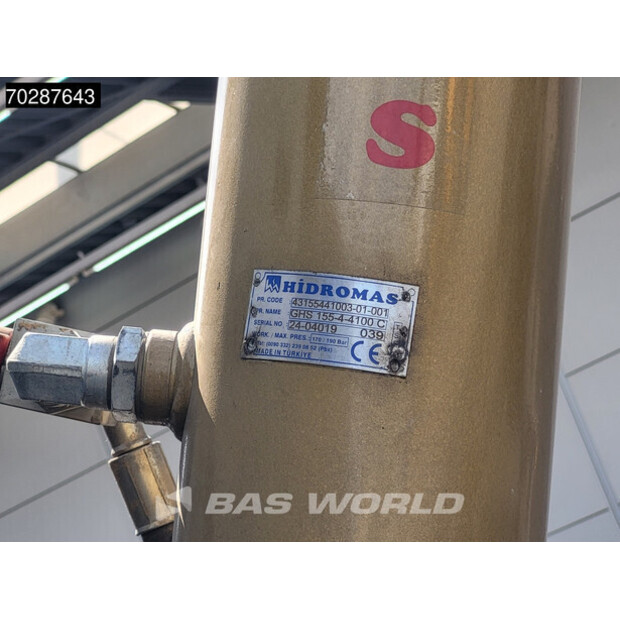 70287643
S
HİDROMAS
PR. CODE 43155441003-01-001
PR. NAME GHS 155-4-4100 C
SERIAL NO 24-04019 039
WORK / MAX. PRES. 170 / 190 Bar
MADE IN TÜRKİYE
CE
BAS WORLD